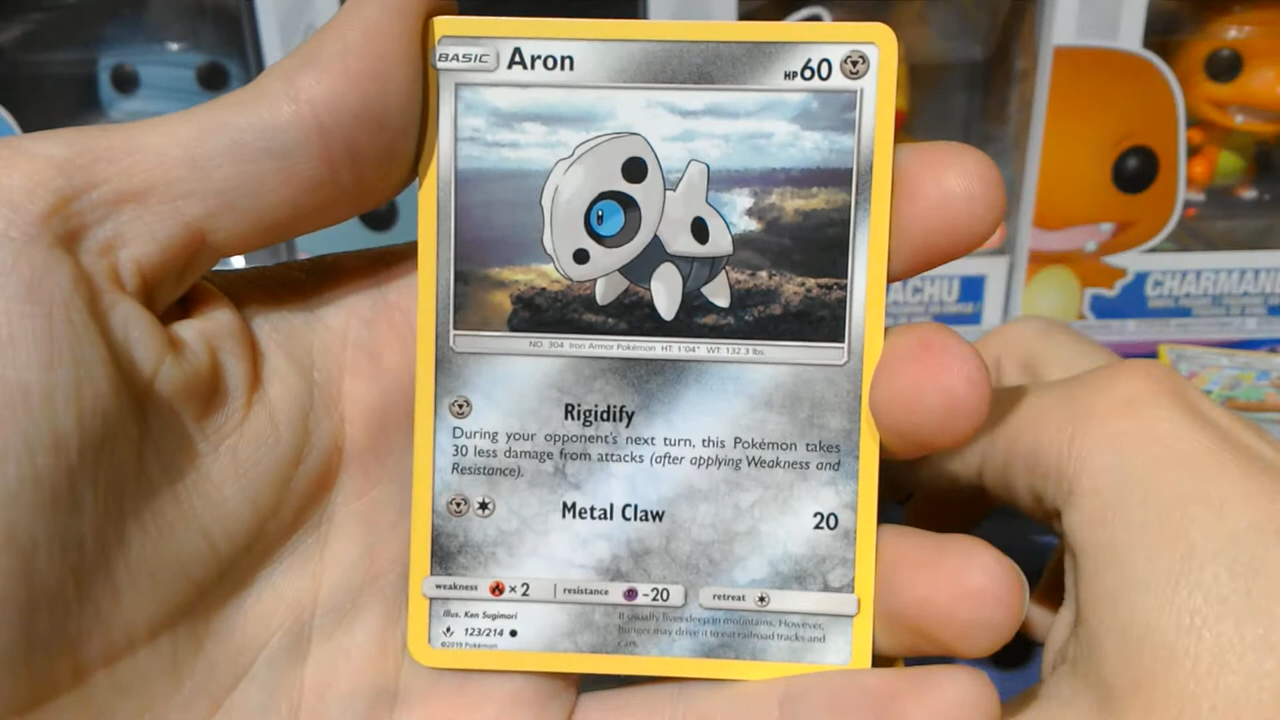 BASIC Aron HP 60
NO. 304 Iron Armor Pokémon HT: 1'04" WT: 132.3 lbs.
Rigidify
During your opponent's next turn, this Pokémon takes
30 less damage from attacks (after applying Weakness and
Resistance).
Metal Claw 20
weakness ×2 resistance -20 retreat
Illus. Ken Sugimori
123/214
©2019 Pokémon
It usually lives deep in mountains. However,
hunger may drive it to eat railroad tracks and
cars.
ACHU
CHARMAN